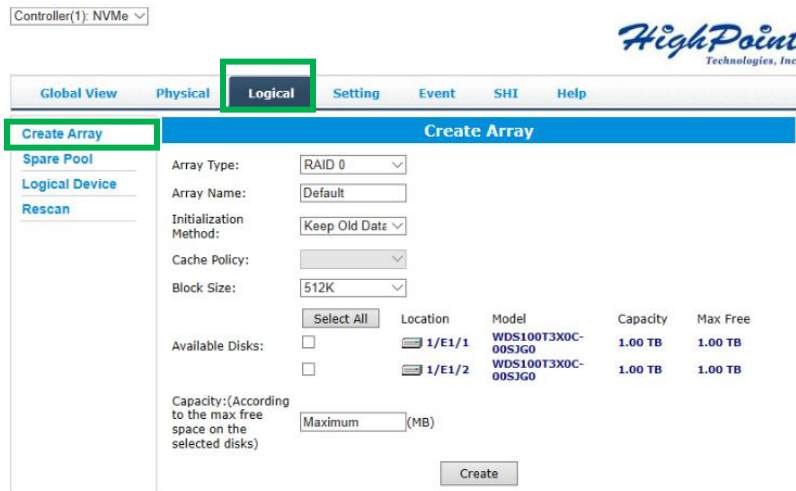 Controller(1): NVMe
HighPoint
Technologies, Inc
Global View Physical Logical Setting Event SHI Help
Create Array
Spare Pool
Logical Device
Rescan
Create Array
Array Type: RAID 0
Array Name: Default
Initialization
Method: Keep Old Data
Cache Policy:
Block Size: 512K
Select All Location Model Capacity Max Free
Available Disks:
1/E1/1 WDS100T3X0C-
00SJG0 1.00 TB 1.00 TB
1/E1/2 WDS100T3X0C-
00SJG0 1.00 TB 1.00 TB
Capacity:(According
to the max free
space on the
selected disks) Maximum (MB)
Create